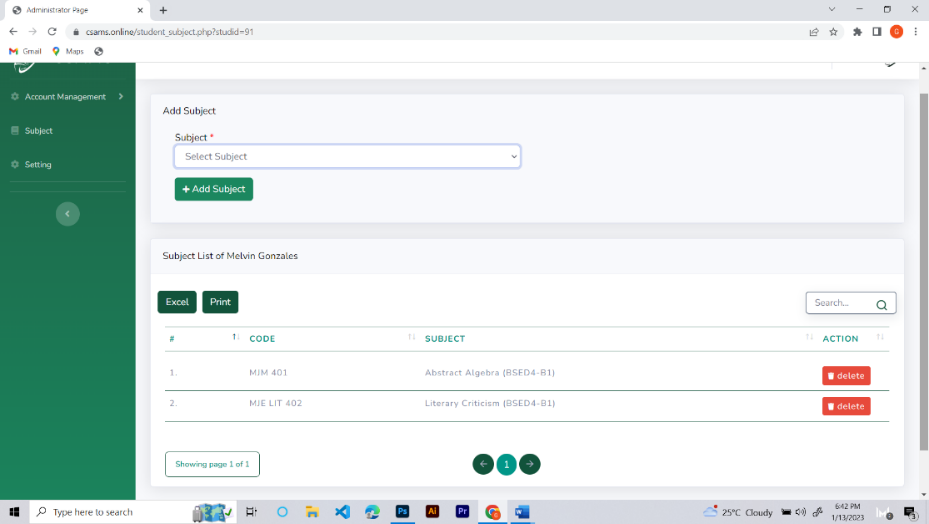 Administrator Page
csams.online/student_subject.php?studid=91
Gmail
Maps
Account Management
Subject
Setting
Add Subject
Subject *
Select Subject
+ Add Subject
Subject List of Melvin Gonzales
Excel
Print
Search...
# CODE SUBJECT ACTION
1. MJM 401 Abstract Algebra (BSED4-B1) delete
2. MJE LIT 402 Literary Criticism (BSED4-B1) delete
Showing page 1 of 1
1
Type here to search
Ps
Ai
Pr
25°C Cloudy
6:42 PM
1/13/2023